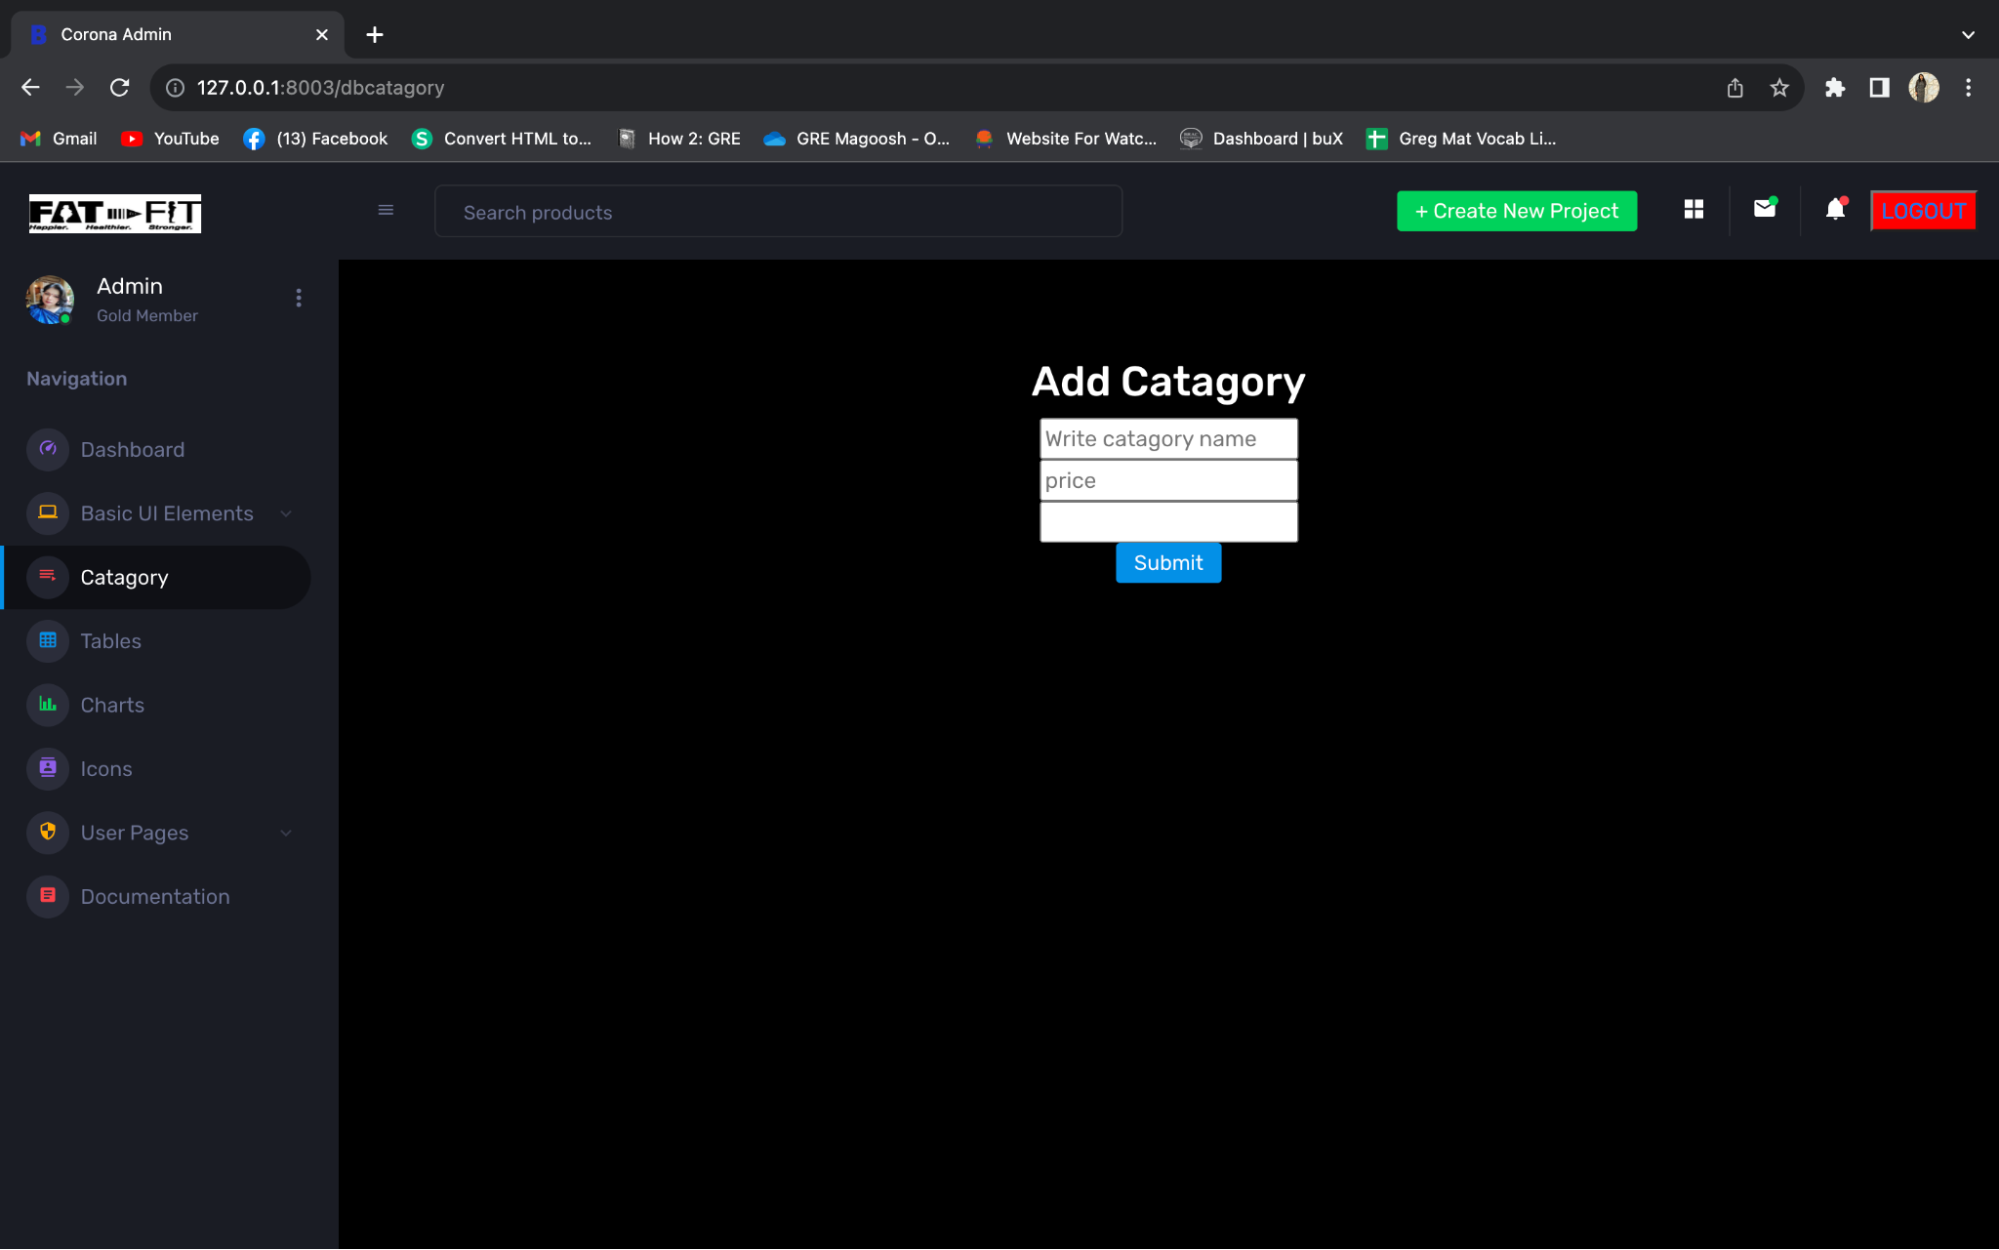 Corona Admin
127.0.0.1:8003/dbcatagory
Gmail
YouTube
(13) Facebook
Convert HTML to...
How 2: GRE
GRE Magoosh - O...
Website For Watc...
Dashboard | buX
Greg Mat Vocab Li...
FAT FIT
Happier. Healthier. Stronger.
Search products
+ Create New Project
LOGOUT
Admin
Gold Member
Navigation
Dashboard
Basic UI Elements
Catagory
Tables
Charts
Icons
User Pages
Documentation
Add Catagory
Write catagory name
price
Submit